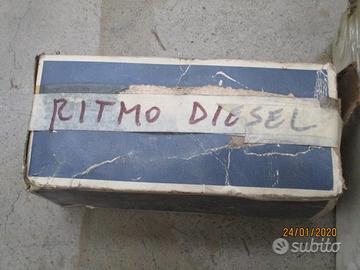 RITMO DIESEL
24/01/2020
subito